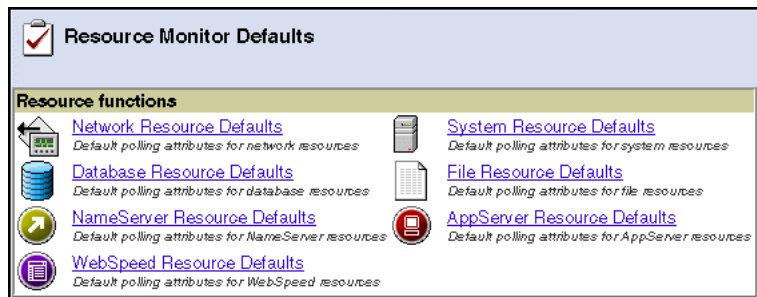 Resource Monitor Defaults
Resource functions
Network Resource Defaults
Default polling attributes for network resources
System Resource Defaults
Default polling attributes for system resources
Database Resource Defaults
Default polling attributes for database resources
File Resource Defaults
Default polling attributes for file resources
NameServer Resource Defaults
Default polling attributes for NameServer resources
AppServer Resource Defaults
Default polling attributes for AppServer resources
WebSpeed Resource Defaults
Default polling attributes for WebSpeed resources